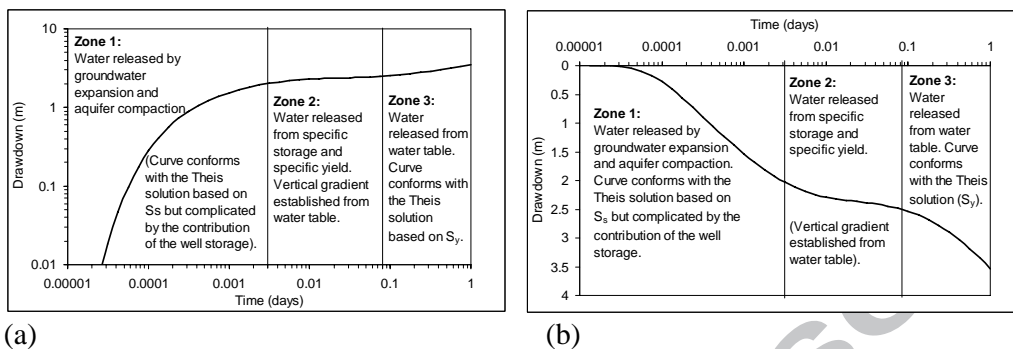 10
1
0.1
0.01
Drawdown (m)
Zone 1:
Water released by
groundwater
expansion and
aquifer compaction.
(Curve conforms
with the Theis
solution based on
Ss but complicated
by the contribution
of the well storage).
Zone 2:
Water released
from specific
storage and
specific yield.
Vertical gradient
established from
water table.
Zone 3:
Water
released from
water table.
Curve
conforms with
the Theis
solution
based on Sy.
0.00001 0.0001 0.001 0.01 0.1 1
Time (days)
(a)
Time (days)
0.00001 0.0001 0.001 0.01 0.1 1
0
0.5
1
1.5
2
2.5
3
3.5
4
Drawdown (m)
Zone 1:
Water released by
groundwater expansion
and aquifer compaction.
Curve conforms with the
Theis solution based on
Ss but complicated by the
contribution of the well
storage.
Zone 2:
Water released
from specific
storage and
specific yield.
(Vertical gradient
established from
water table).
Zone 3:
Water
released
from water
table. Curve
conforms
with the Theis
solution (Sy).
(b)